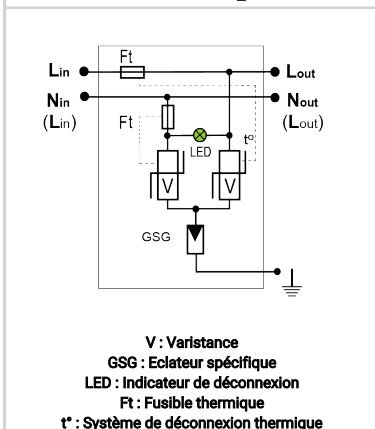 Ft
Lin
Lout
Nin
Nout
(Lin)
Ft
(Lout)
t°
LED
V
V
GSG
V : Varistance
GSG : Eclateur spécifique
LED : Indicateur de déconnexion
Ft : Fusible thermique
t° : Système de déconnexion thermique